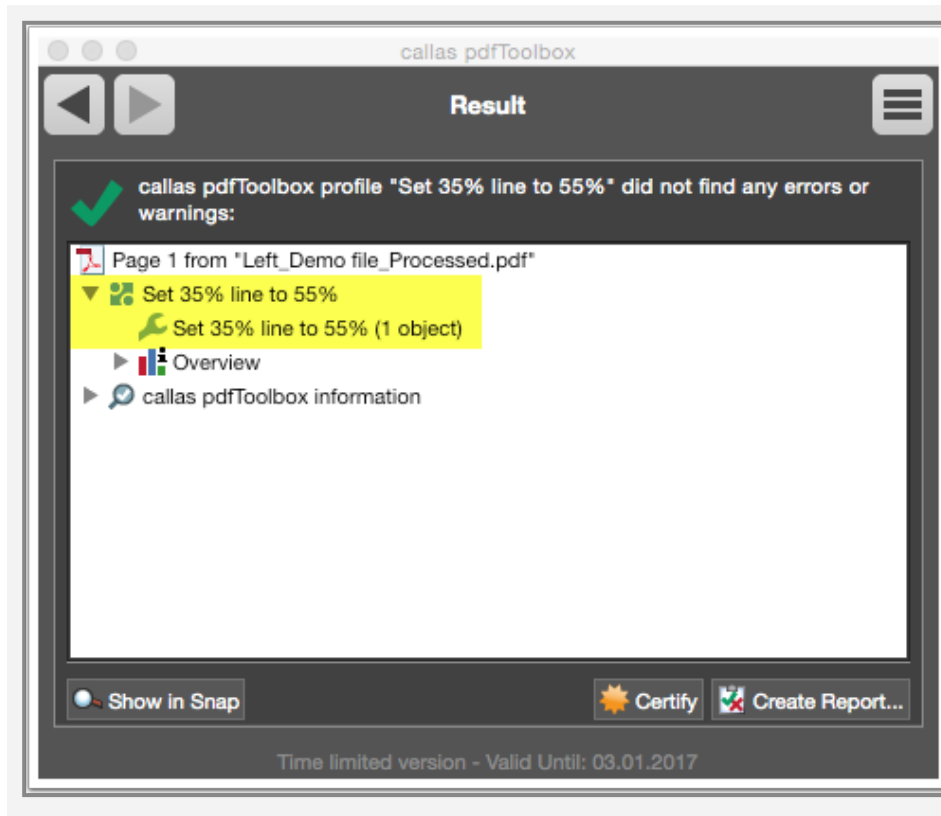 callas pdfToolbox
Result
callas pdfToolbox profile "Set 35% line to 55%" did not find any errors or
warnings:
Page 1 from "Left_Demo file_Processed.pdf"
Set 35% line to 55%
Set 35% line to 55% (1 object)
Overview
callas pdfToolbox information
Show in Snap
Certify
Create Report...
Time limited version - Valid Until: 03.01.2017